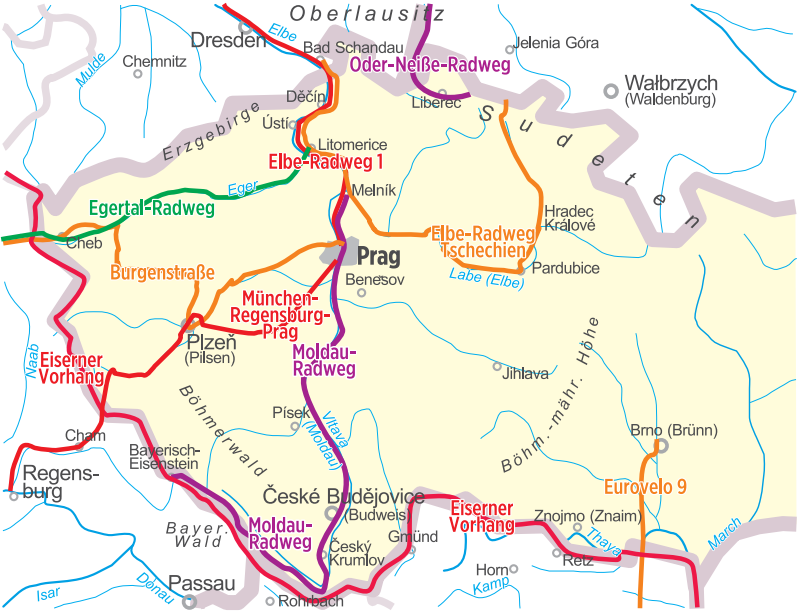 Oberlausitz
Elbe
Dresden
Bad Schandau
Jelenia Góra
Mulde
Chemnitz
Oder-Neiße-Radweg
Wałbrzych
(Waldenburg)
Děčín
Liberec
Sudeten
Erzgebirge
Ústí
Litomerice
Elbe-Radweg 1
Eger
Melník
Egertal-Radweg
Hradec
Králové
Cheb
Elbe-Radweg
Tschechien
Prag
Burgenstraße
Labe (Elbe)
Pardubice
Benešov
München-
Regensburg-
Prag
Plzeň
(Pilsen)
Moldau-
Radweg
Naab
Eiserner
Vorhang
Jihlava
Böhm.-mähr. Höhe
Böhmerwald
Písek
Vltava
(Moldau)
Cham
Bayerisch-
Eisenstein
Brno (Brünn)
Regens-
burg
Eurovelo 9
České Budějovice
(Budweis)
Eiserner
Vorhang
Bayer.
Wald
Moldau-
Radweg
Znojmo (Znaim)
March
Gmünd
Thaya
Český
Krumlov
Retz
Horn
Kamp
Isar
Donau
Passau
Rohrbach